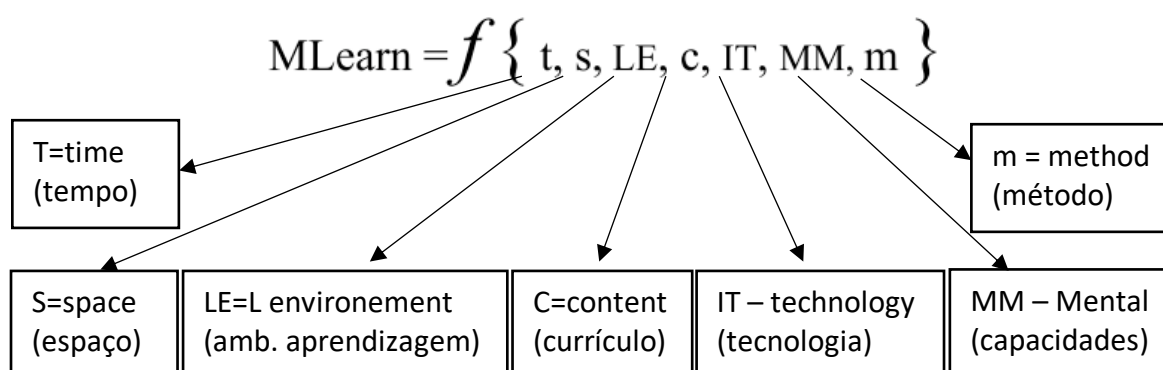 MLearn = f { t, s, LE, c, IT, MM, m }
T=time
(tempo)
m = method
(método)
S=space
(espaço)
LE=L environement
(amb. aprendizagem)
C=content
(currículo)
IT – technology
(tecnologia)
MM – Mental
(capacidades)